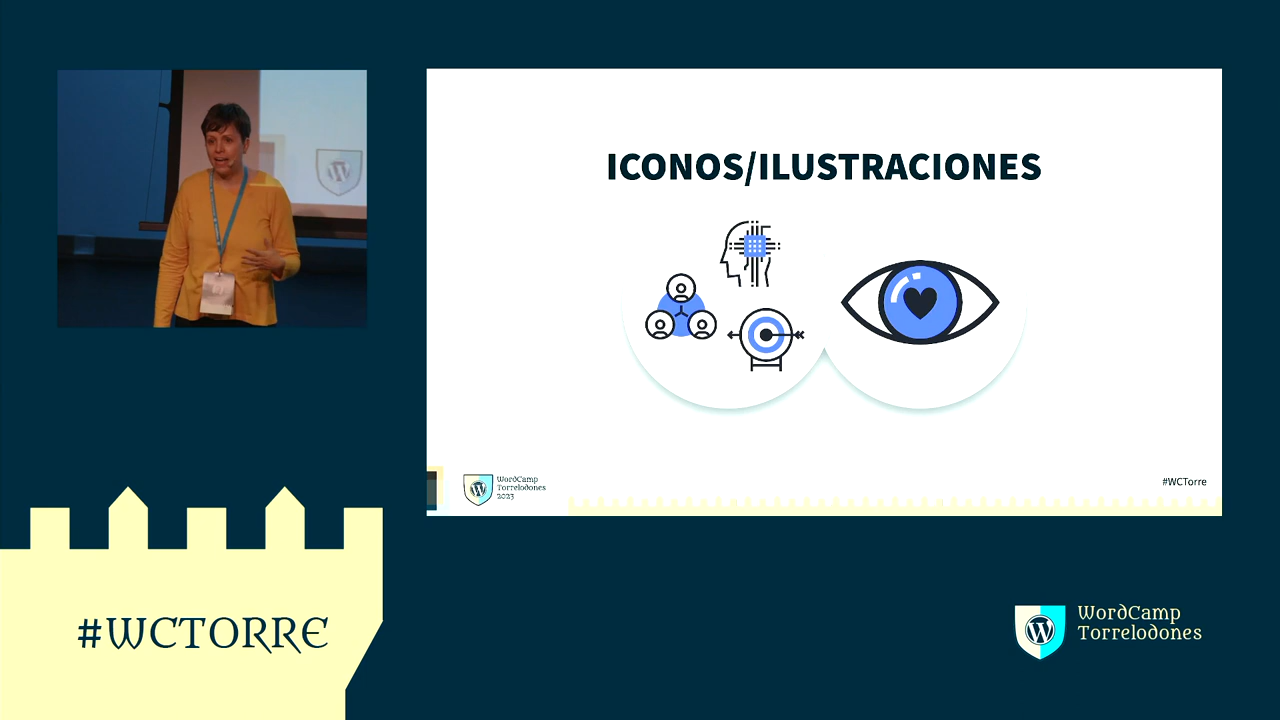 ICONOS/ILUSTRACIONES
WordCamp
Torrelodones
2023
#WCTorre
#WCTORRE
WordCamp
Torrelodones